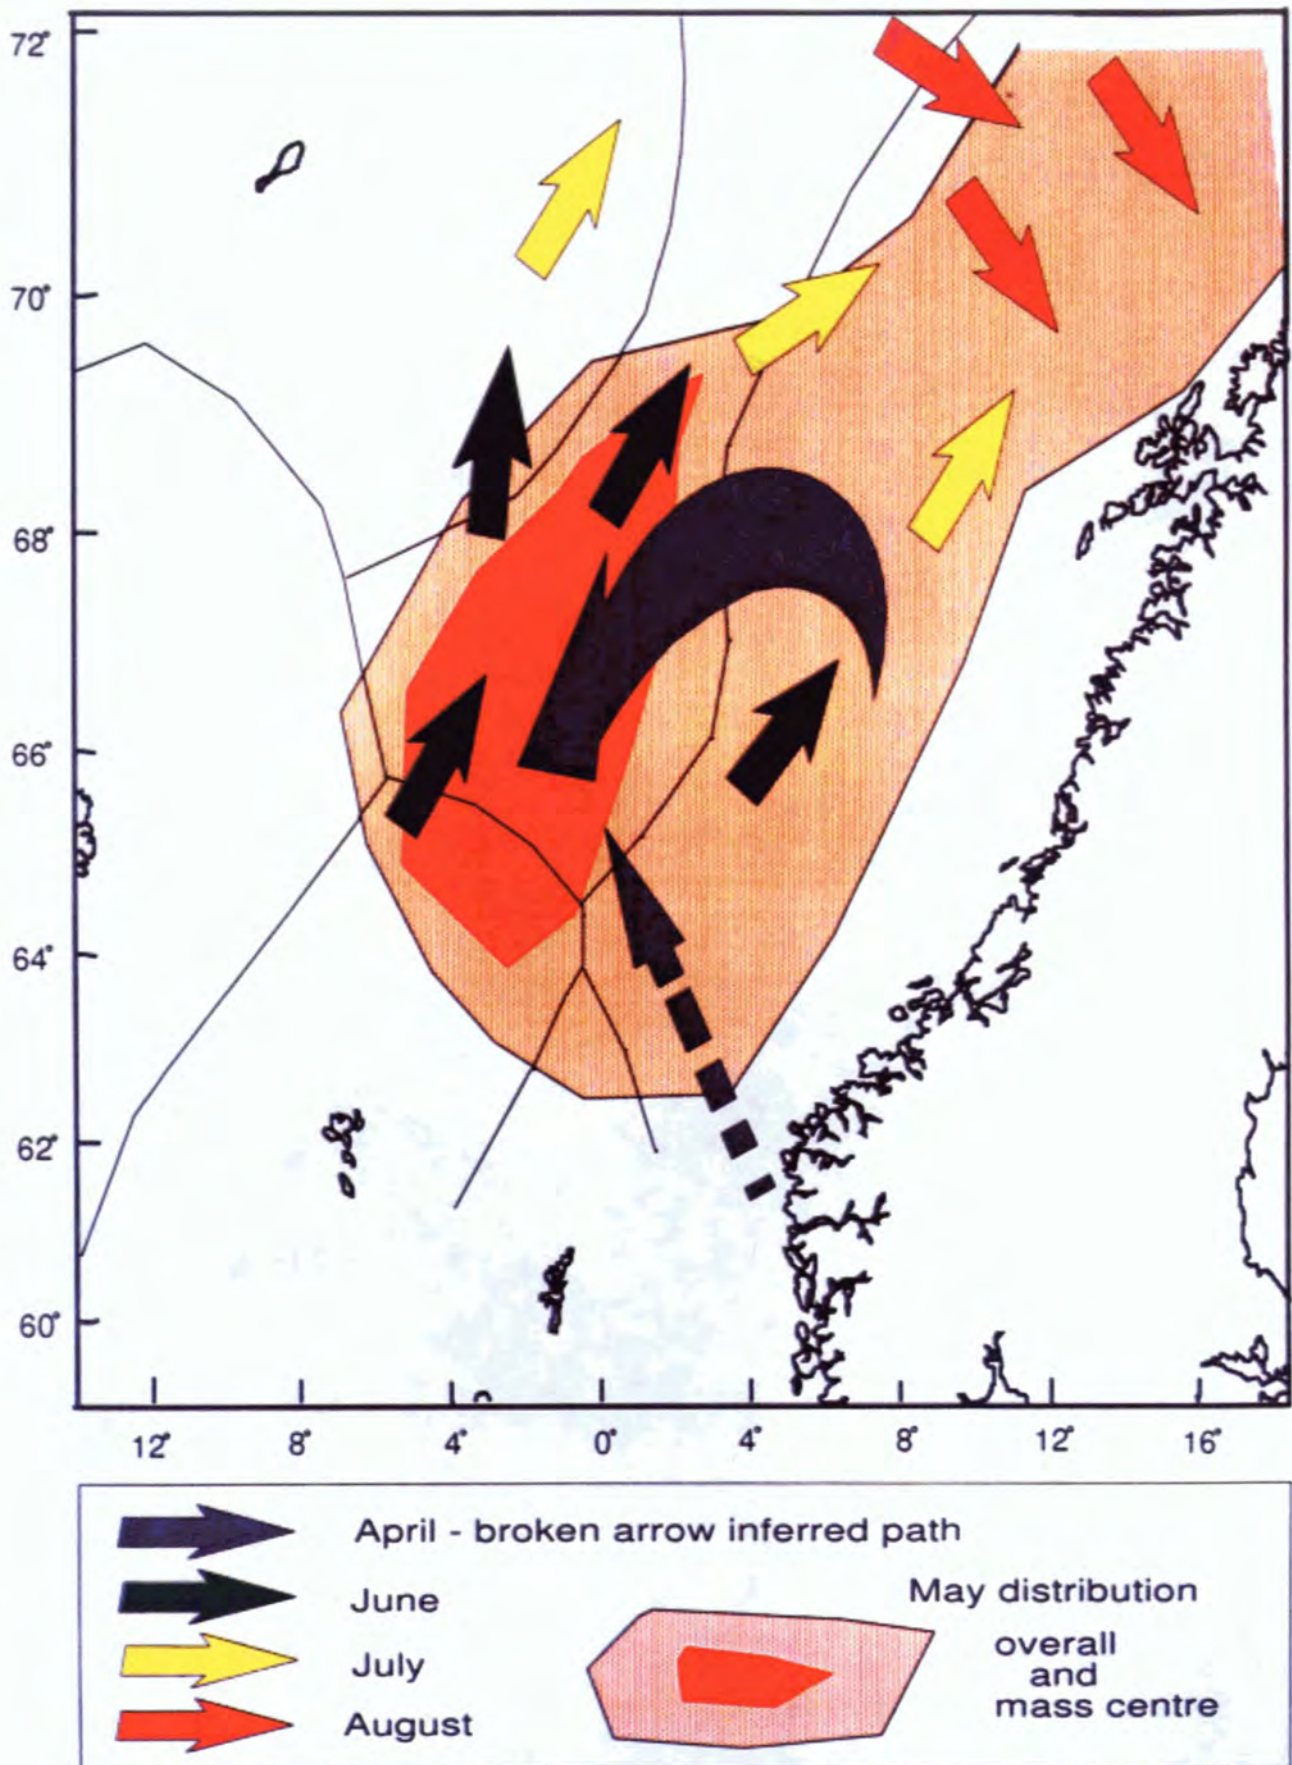 72°
70°
68°
66°
64°
62°
60°
12° 8° 4° 0° 4° 8° 12° 16°
April - broken arrow inferred path
June
July
August
May distribution
overall
and
mass centre